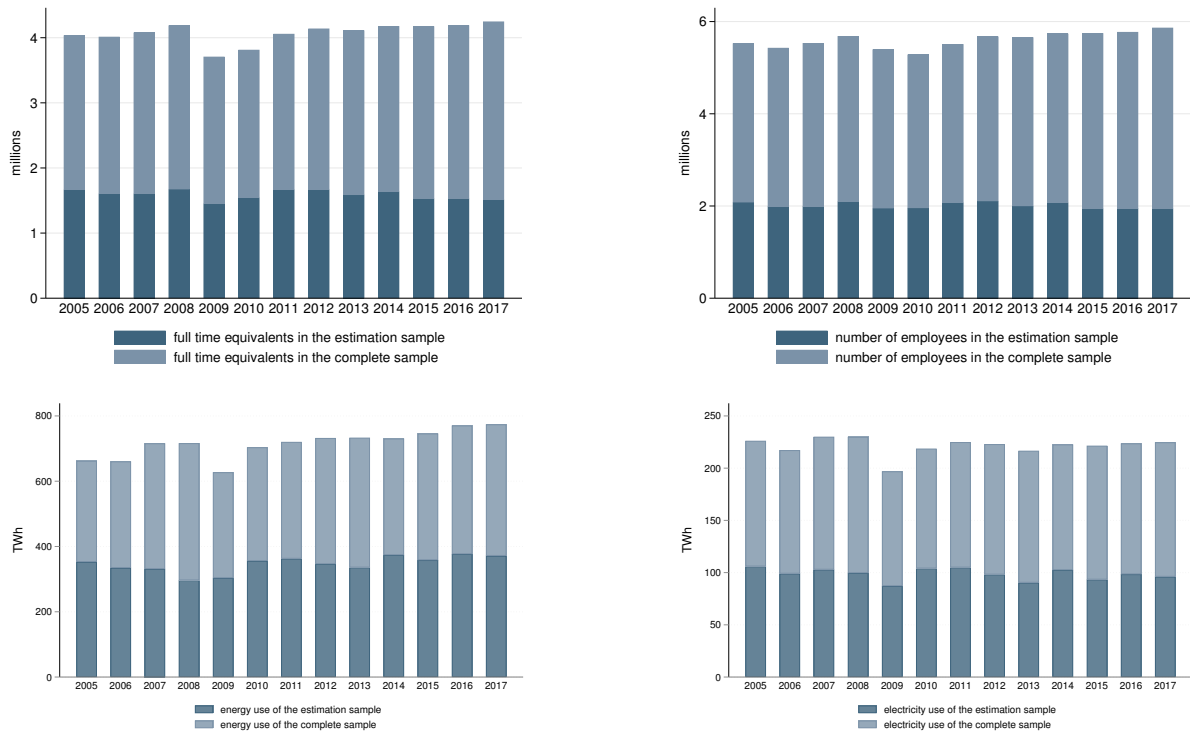 4
3
2
1
0
millions
2005 2006 2007 2008 2009 2010 2011 2012 2013 2014 2015 2016 2017
full time equivalents in the estimation sample
full time equivalents in the complete sample
6
4
2
0
millions
2005 2006 2007 2008 2009 2010 2011 2012 2013 2014 2015 2016 2017
number of employees in the estimation sample
number of employees in the complete sample
800
600
400
200
0
TWh
2005 2006 2007 2008 2009 2010 2011 2012 2013 2014 2015 2016 2017
energy use of the estimation sample
energy use of the complete sample
250
200
150
100
50
0
TWh
2005 2006 2007 2008 2009 2010 2011 2012 2013 2014 2015 2016 2017
electricity use of the estimation sample
electricity use of the complete sample